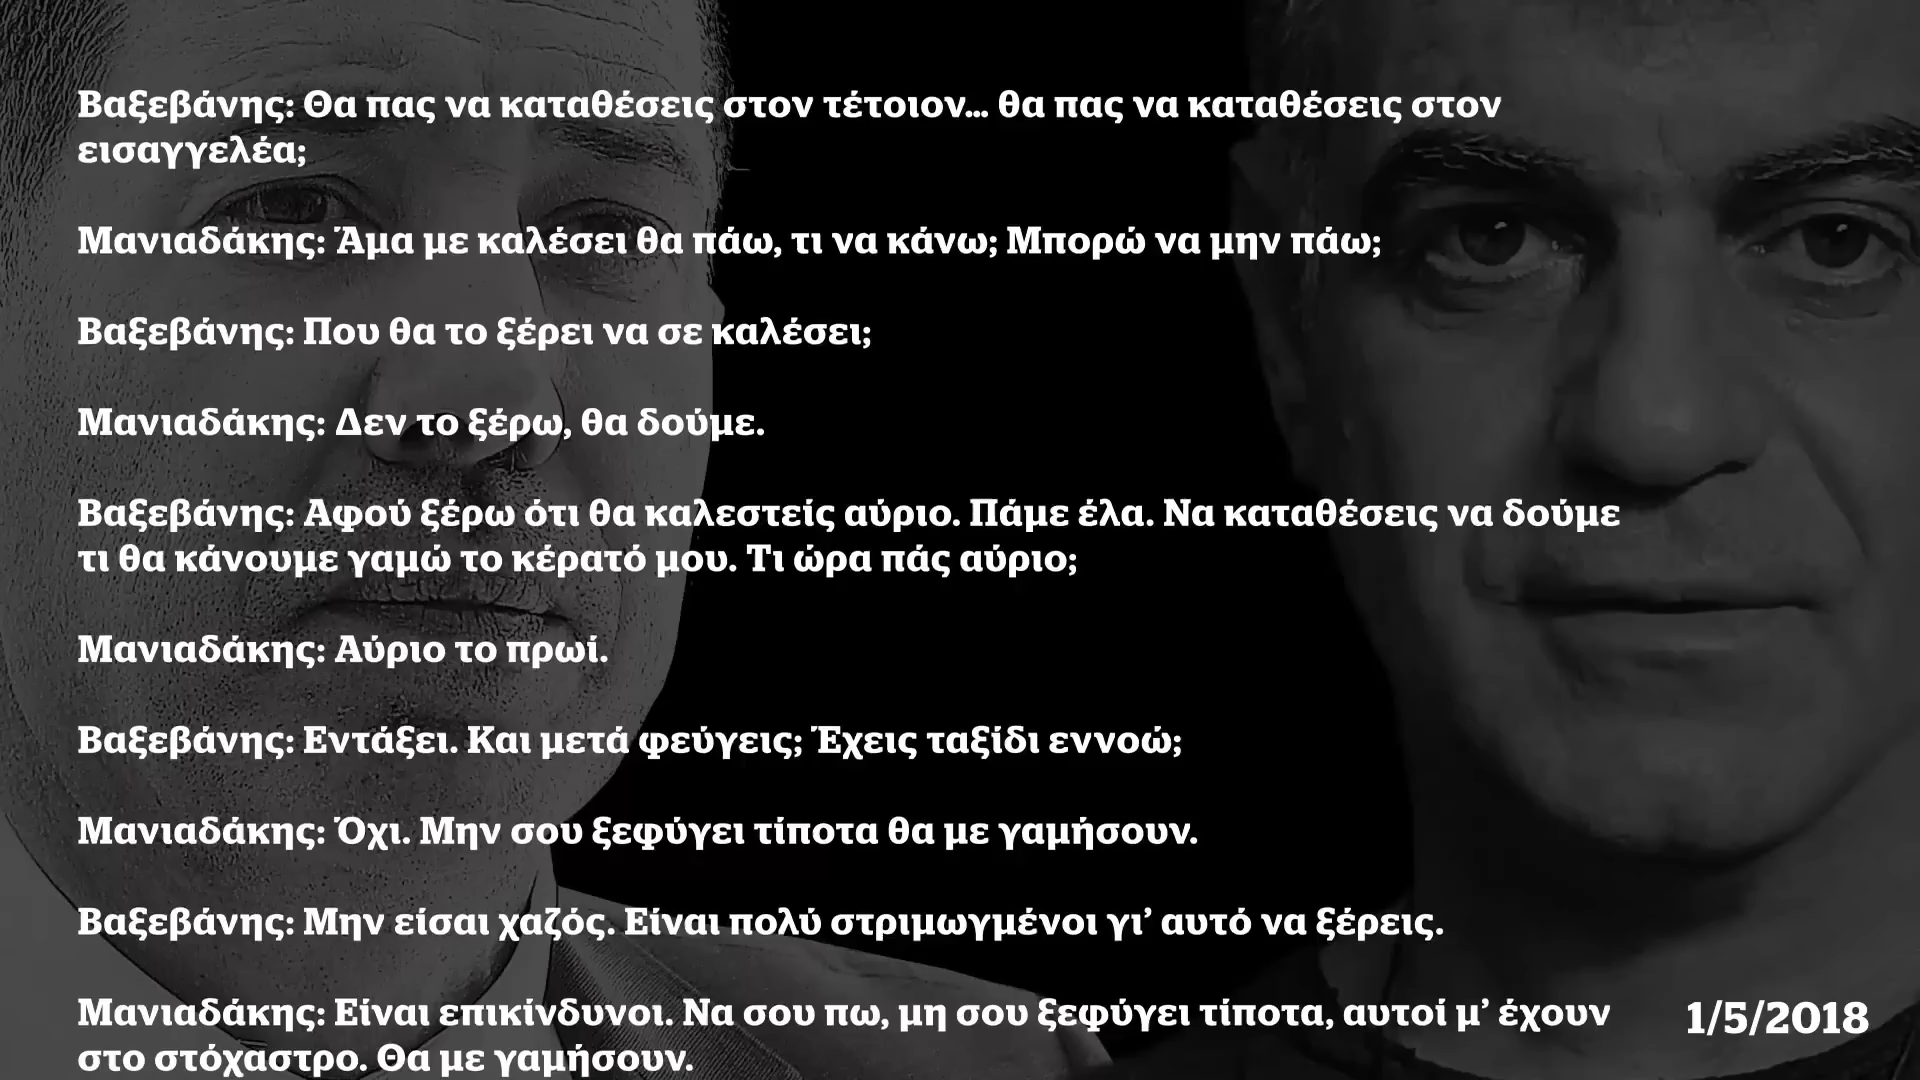 Βαξεβάνης: Θα πας να καταθέσεις στον τέτοιον... θα πας να καταθέσεις στον
εισαγγελέα;
Μανιαδάκης: Άμα με καλέσει θα πάω, τι να κάνω; Μπορώ να μην πάω;
Βαξεβάνης: Που θα το ξέρει να σε καλέσει;
Μανιαδάκης: Δεν το ξέρω, θα δούμε.
Βαξεβάνης: Αφού ξέρω ότι θα καλεστείς αύριο. Πάμε έλα. Να καταθέσεις να δούμε
τι θα κάνουμε γαμώ το κέρατό μου. Τι ώρα πάς αύριο;
Μανιαδάκης: Αύριο το πρωί.
Βαξεβάνης: Εντάξει. Και μετά φεύγεις; Έχεις ταξίδι εννοώ;
Μανιαδάκης: Όχι. Μην σου ξεφύγει τίποτα θα με γαμήσουν.
Βαξεβάνης: Μην είσαι χαζός. Είναι πολύ στριμωγμένοι γι’ αυτό να ξέρεις.
Μανιαδάκης: Είναι επικίνδυνοι. Να σου πω, μη σου ξεφύγει τίποτα, αυτοί μ’ έχουν
στο στόχαστρο. Θα με γαμήσουν.
1/5/2018